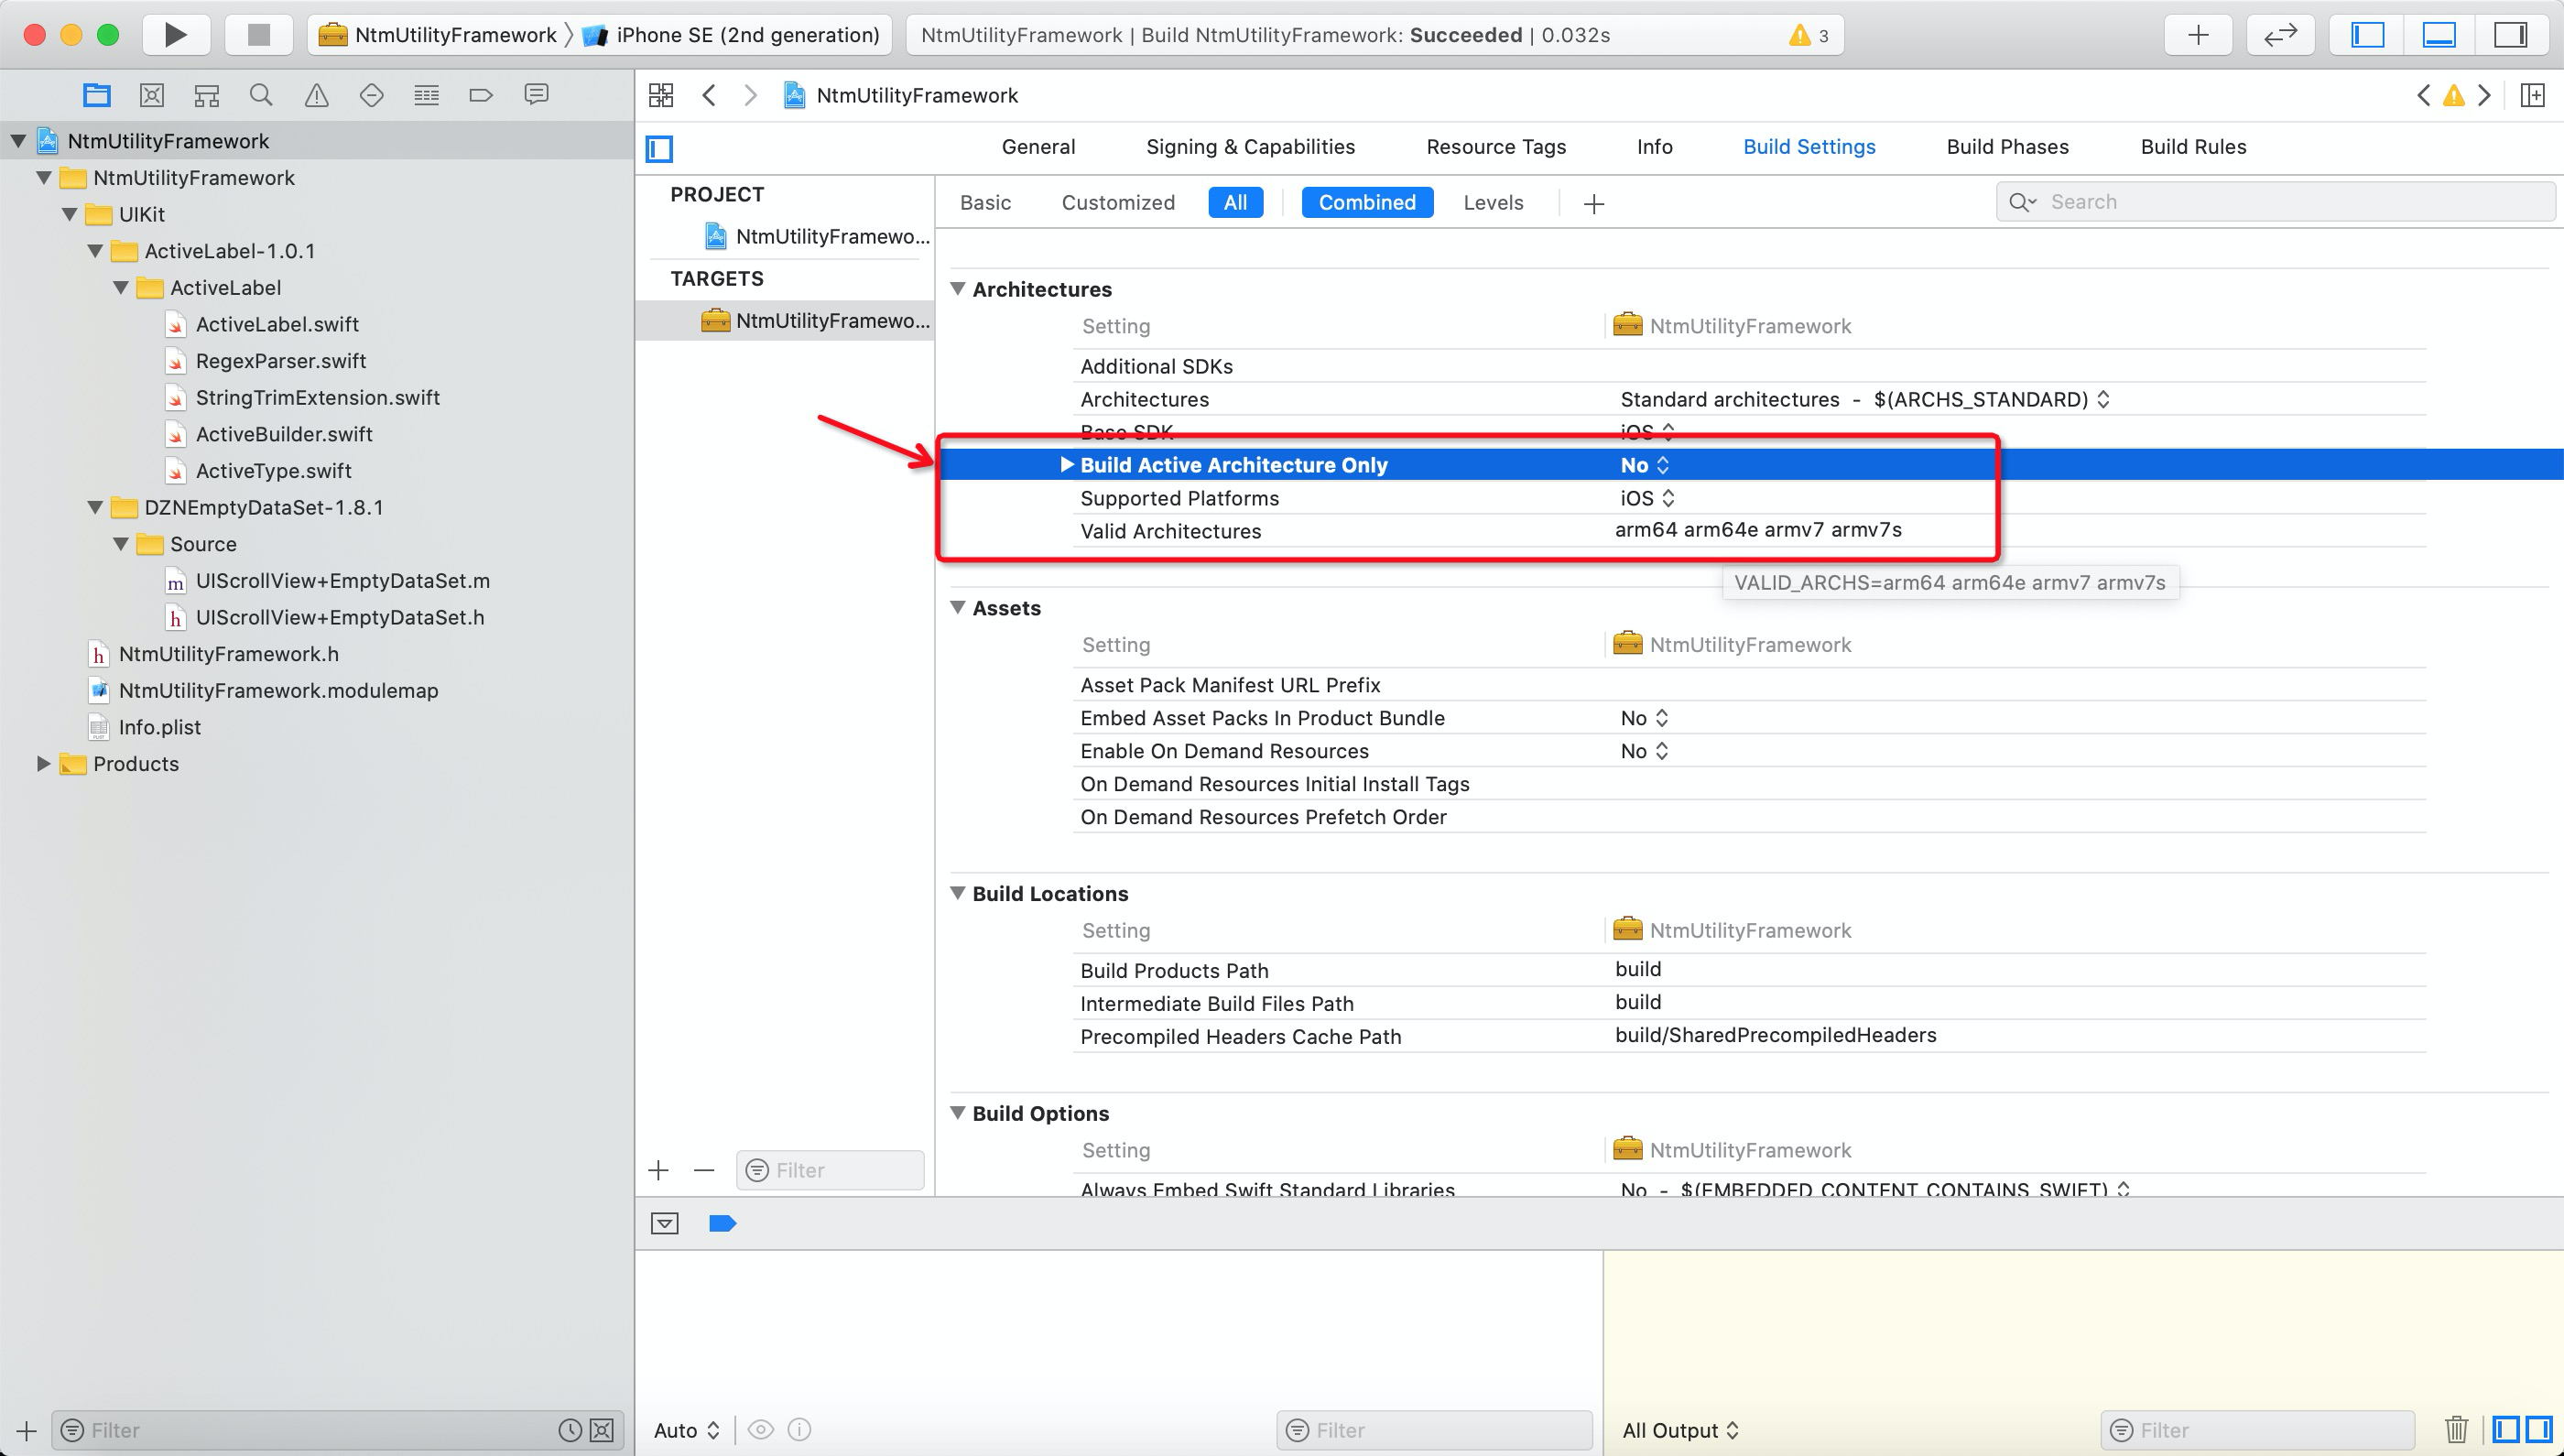 NtmUtilityFramework
iPhone SE (2nd generation)
NtmUtilityFramework | Build NtmUtilityFramework: Succeeded | 0.032s
3
NtmUtilityFramework
NtmUtilityFramework
UIKit
ActiveLabel-1.0.1
ActiveLabel
ActiveLabel.swift
RegexParser.swift
StringTrimExtension.swift
ActiveBuilder.swift
ActiveType.swift
DZNEmptyDataSet-1.8.1
Source
m UIScrollView+EmptyDataSet.m
h UIScrollView+EmptyDataSet.h
h NtmUtilityFramework.h
NtmUtilityFramework.modulemap
Info.plist
Products
Filter
NtmUtilityFramework
General Signing & Capabilities Resource Tags Info Build Settings Build Phases Build Rules
PROJECT
NtmUtilityFramewo...
TARGETS
NtmUtilityFramewo...
Filter
Basic Customized All Combined Levels
Search
Architectures
Setting NtmUtilityFramework
Additional SDKs
Architectures Standard architectures - $(ARCHS_STANDARD)
Base SDK iOS
Build Active Architecture Only No
Supported Platforms iOS
Valid Architectures arm64 arm64e armv7 armv7s
VALID_ARCHS=arm64 arm64e armv7 armv7s
Assets
Setting NtmUtilityFramework
Asset Pack Manifest URL Prefix
Embed Asset Packs In Product Bundle No
Enable On Demand Resources No
On Demand Resources Initial Install Tags
On Demand Resources Prefetch Order
Build Locations
Setting NtmUtilityFramework
Build Products Path build
Intermediate Build Files Path build
Precompiled Headers Cache Path build/SharedPrecompiledHeaders
Build Options
Setting NtmUtilityFramework
Always Embed Swift Standard Libraries No - $(EMBEDDED_CONTENT_CONTAINS_SWIFT)
Auto
Filter
All Output
Filter